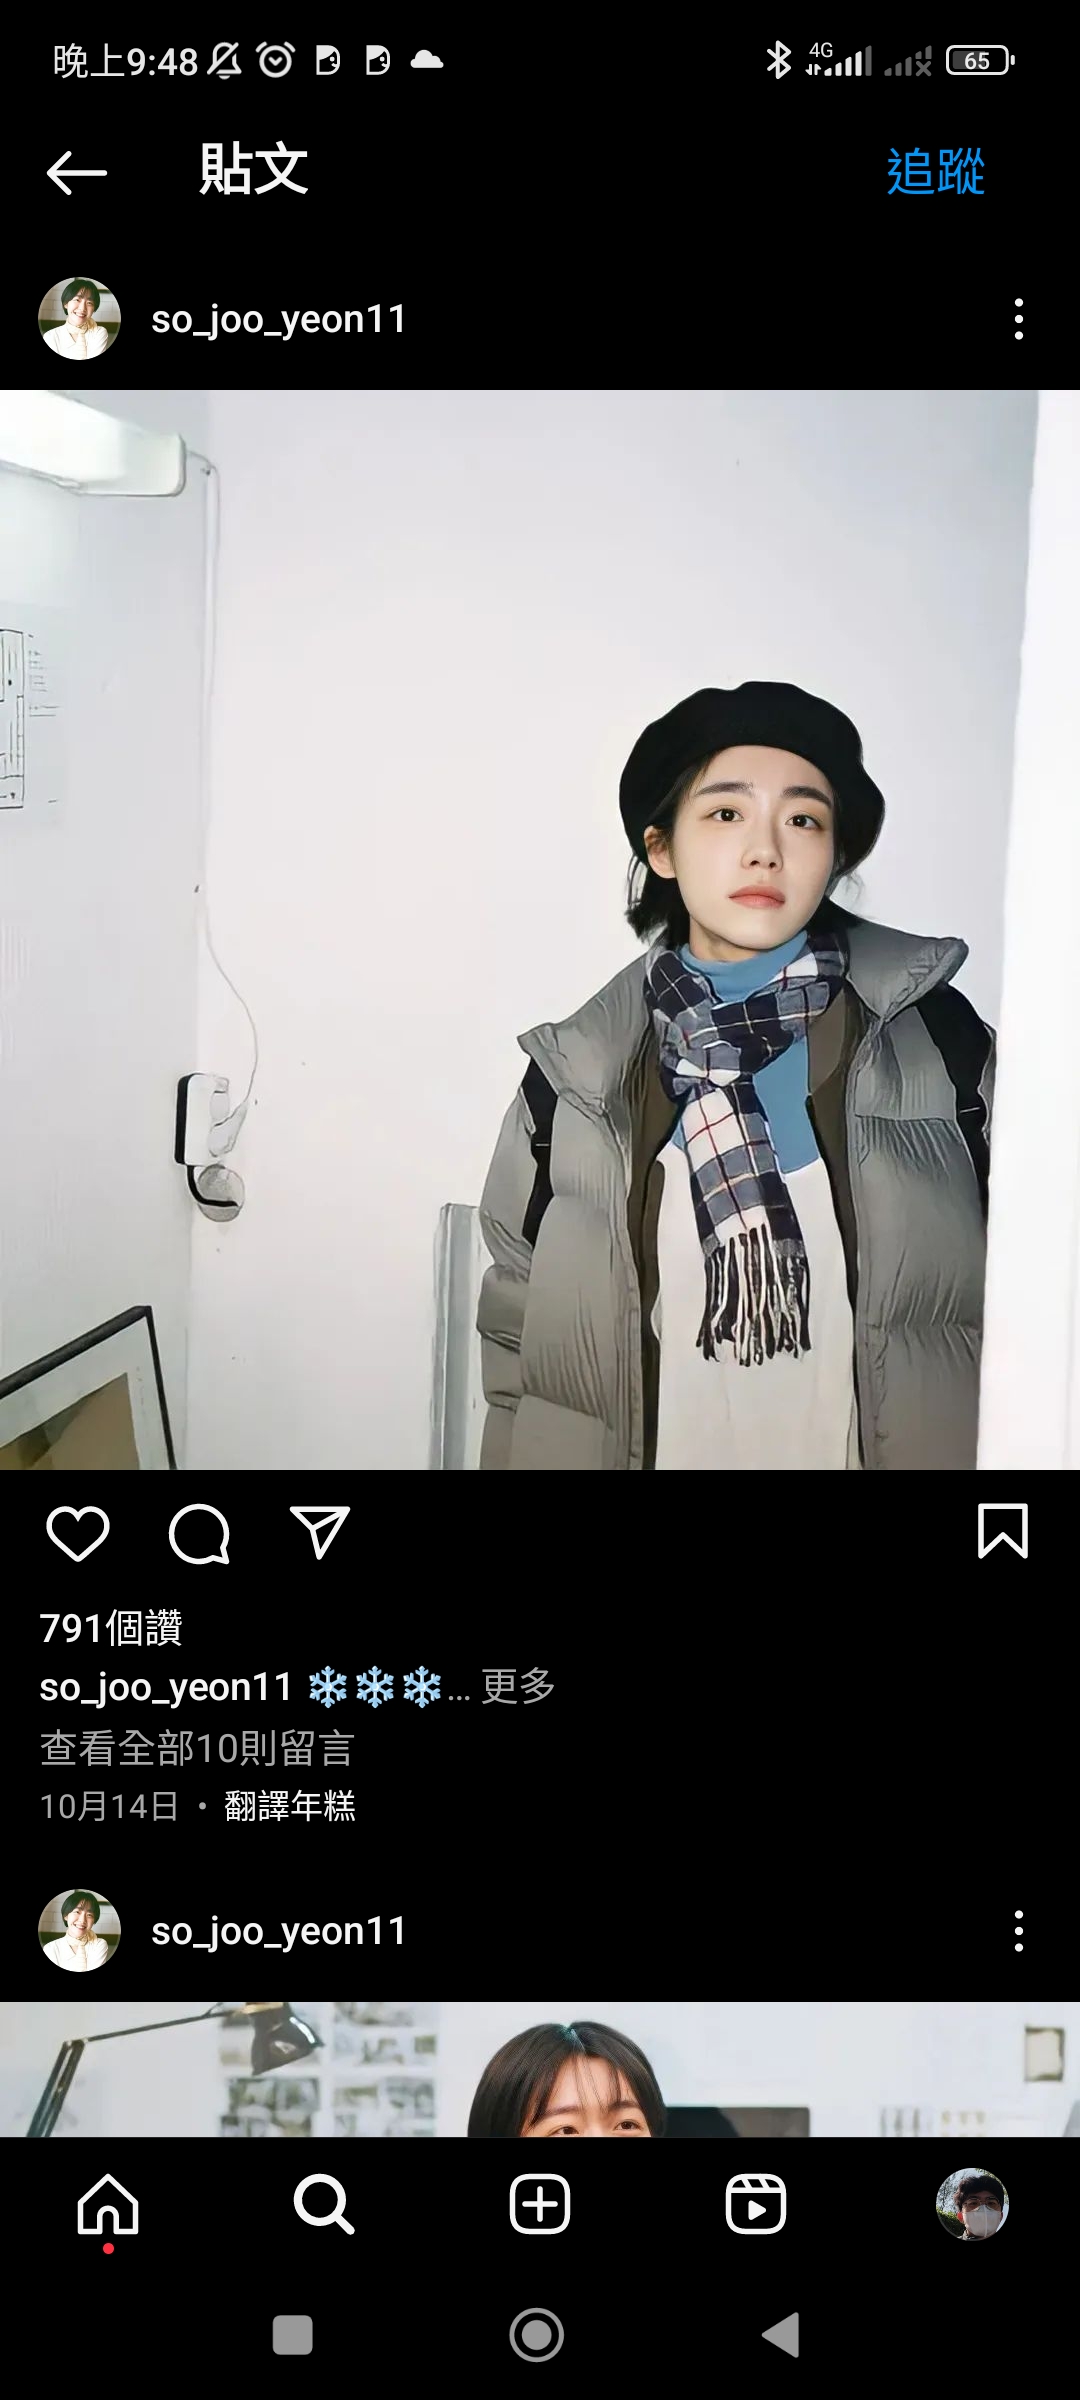 晚上9:48 4G 65
貼文 追蹤
so_joo_yeon11
791個讚
so_joo_yeon11 ❄️❄️❄️... 更多
查看全部10則留言
10月14日 · 翻譯年糕
so_joo_yeon11